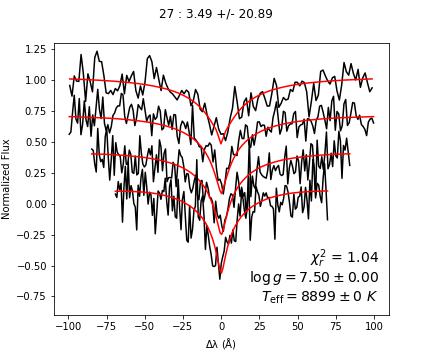 27 : 3.49 +/- 20.89
1.25
1.00
0.75
0.50
0.25
0.00
−0.25
−0.50
−0.75
Normalized Flux
χ²ᵣ = 1.04
log g = 7.50 ± 0.00
T_eff = 8899 ± 0 K
−100 −75 −50 −25 0 25 50 75 100
Δλ (Å)